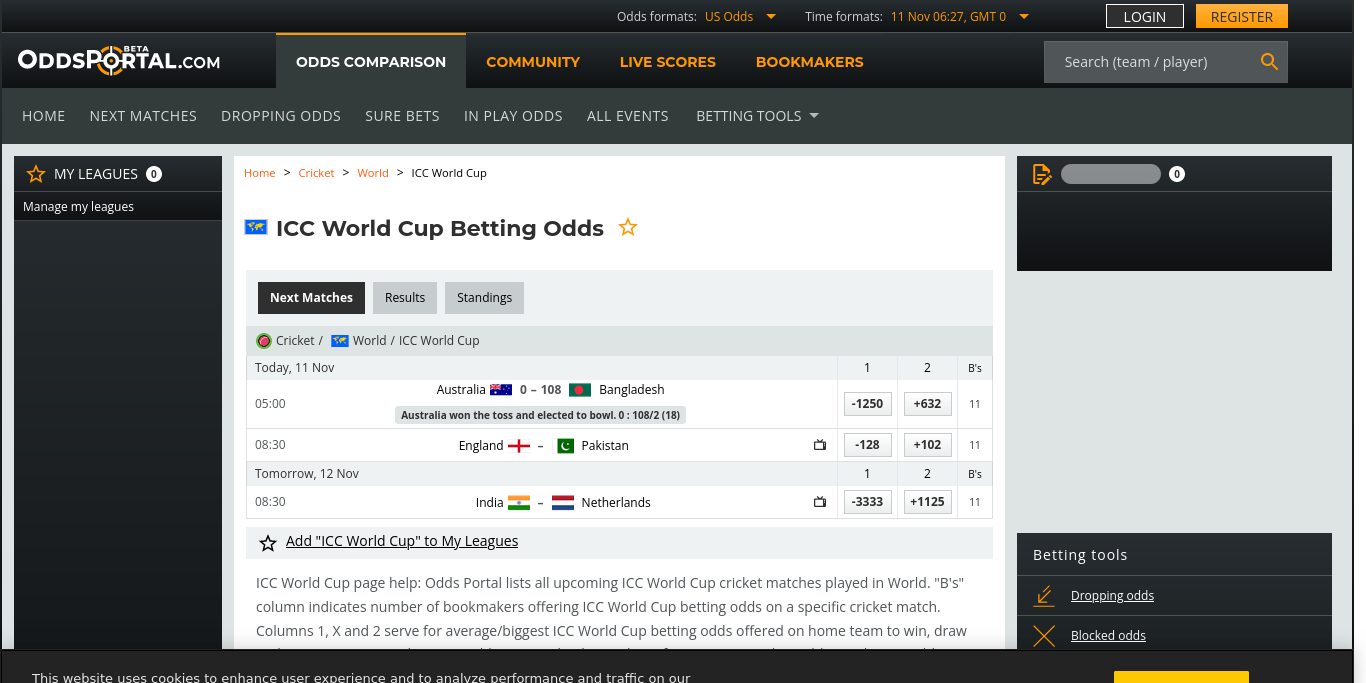 Odds formats: US Odds Time formats: 11 Nov 06:27, GMT 0 LOGIN REGISTER
ODDSPORTAL.COM BETA ODDS COMPARISON COMMUNITY LIVE SCORES BOOKMAKERS Search (team / player)
HOME NEXT MATCHES DROPPING ODDS SURE BETS IN PLAY ODDS ALL EVENTS BETTING TOOLS
MY LEAGUES 0
Manage my leagues
Home > Cricket > World > ICC World Cup
0
ICC World Cup Betting Odds
Next Matches Results Standings
Cricket / World / ICC World Cup
Today, 11 Nov 1 2 B's
05:00 Australia 0 – 108 Bangladesh -1250 +632 11
Australia won the toss and elected to bowl. 0 : 108/2 (18)
08:30 England – Pakistan -128 +102 11
Tomorrow, 12 Nov 1 2 B's
08:30 India – Netherlands -3333 +1125 11
Add "ICC World Cup" to My Leagues
ICC World Cup page help: Odds Portal lists all upcoming ICC World Cup cricket matches played in World. "B's"
column indicates number of bookmakers offering ICC World Cup betting odds on a specific cricket match.
Columns 1, X and 2 serve for average/biggest ICC World Cup betting odds offered on home team to win, draw
Betting tools
Dropping odds
Blocked odds
This website uses cookies to enhance user experience and to analyze performance and traffic on our